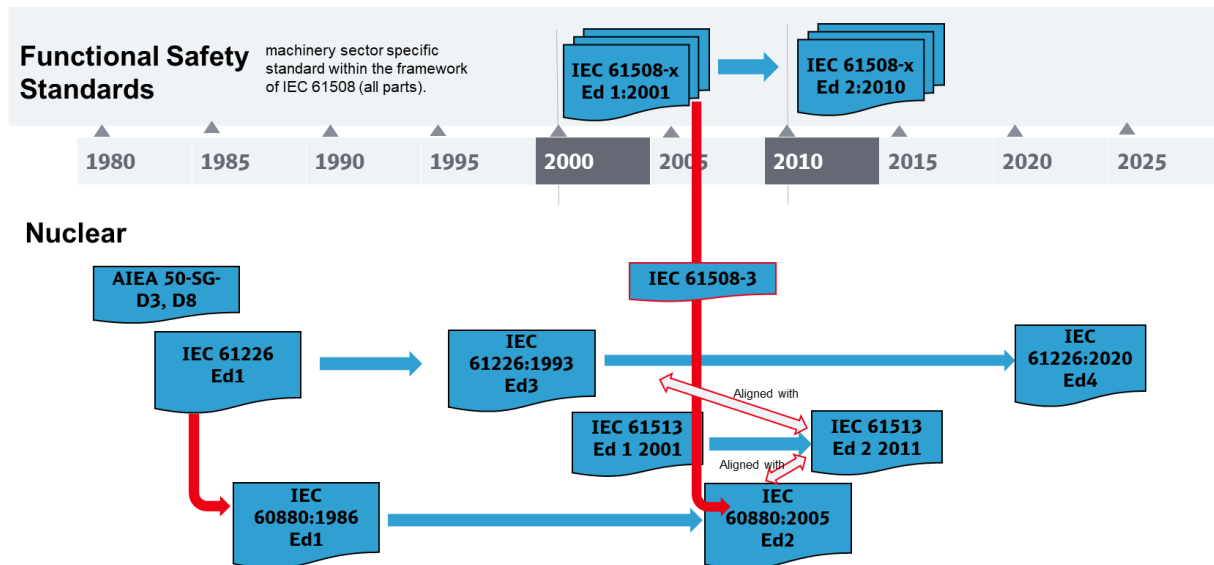 Functional Safety
Standards
machinery sector specific
standard within the framework
of IEC 61508 (all parts).
IEC 61508-x
Ed 1:2001
IEC 61508-x
Ed 2:2010
1980
1985
1990
1995
2000
2005
2010
2015
2020
2025
Nuclear
AIEA 50-SG-
D3, D8
IEC 61508-3
IEC 61226
Ed1
IEC
61226:1993
Ed3
IEC
61226:2020
Ed4
Aligned with
IEC 61513
Ed 1 2001
IEC 61513
Ed 2 2011
Aligned with
IEC
60880:1986
Ed1
IEC
60880:2005
Ed2